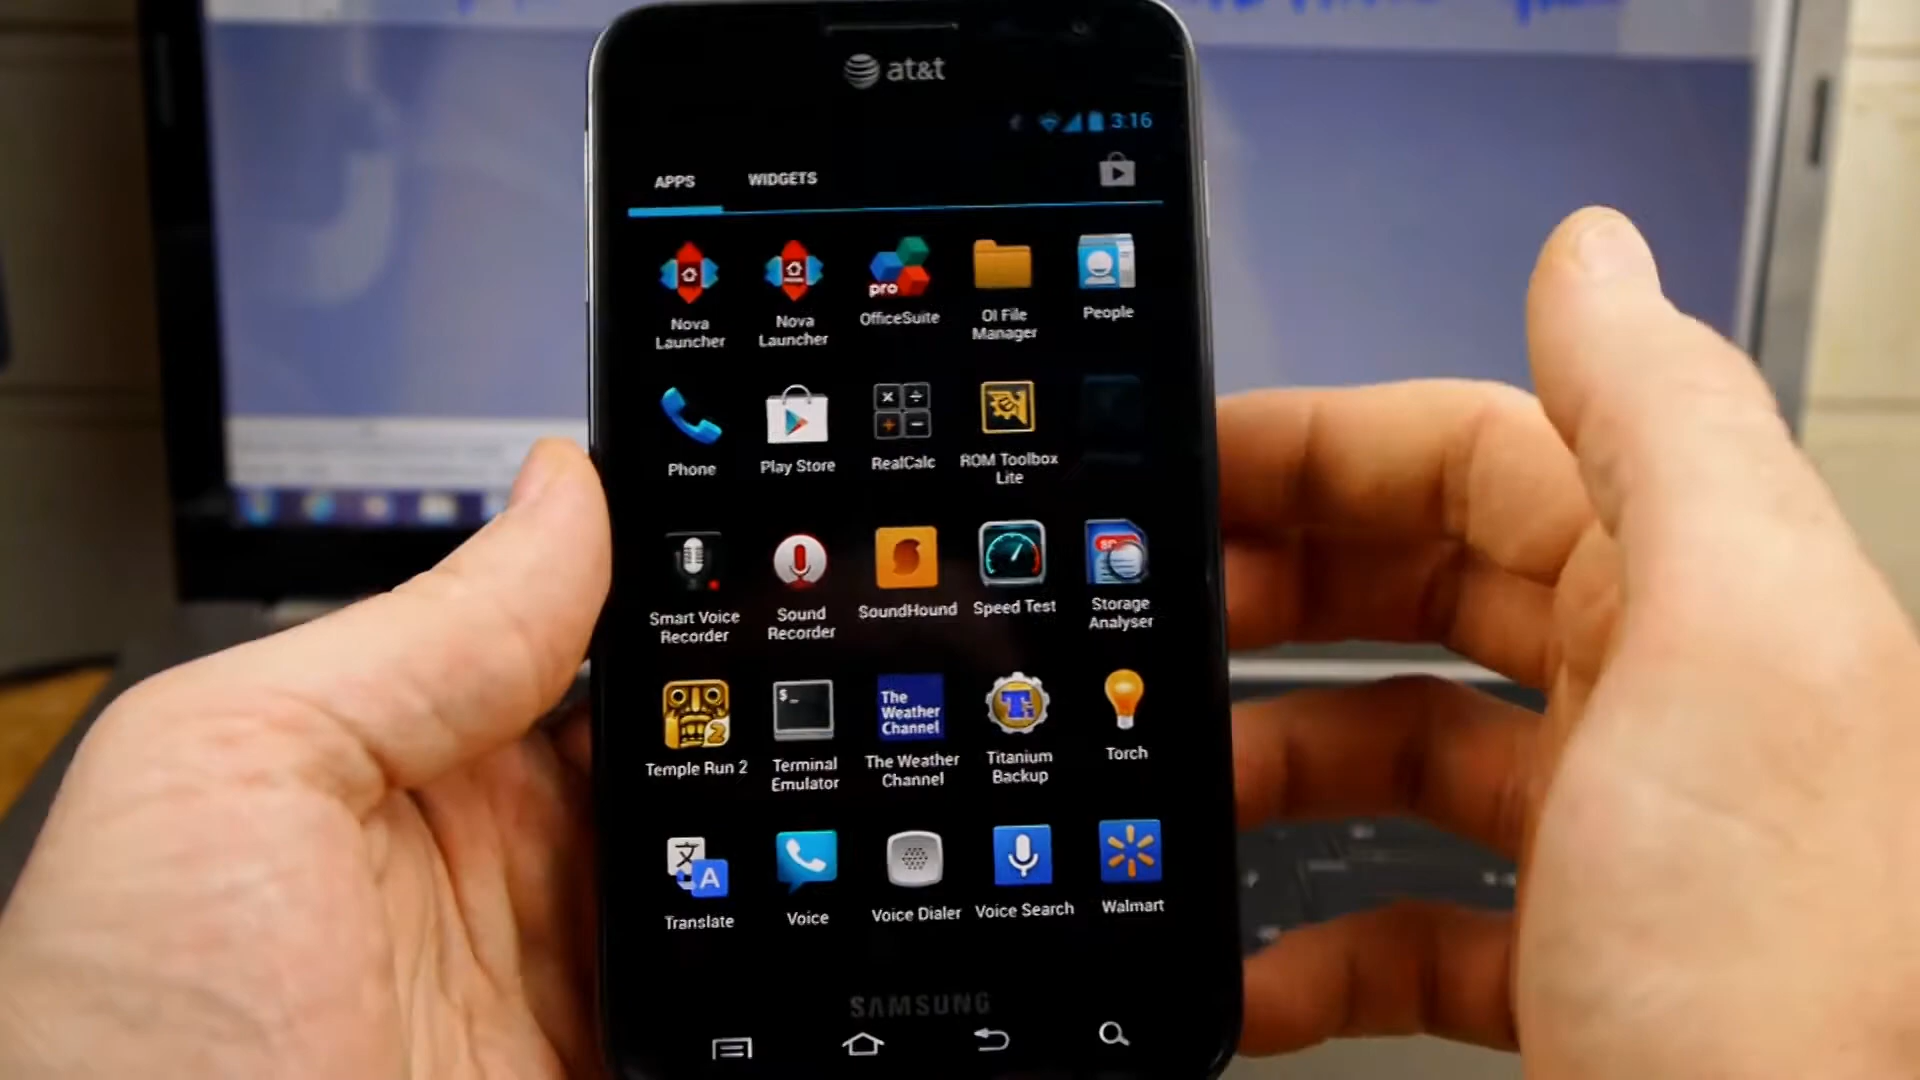 at&t
3:16
APPS WIDGETS
Nova Launcher
Nova Launcher
pro
OfficeSuite
OI File Manager
People
Phone
Play Store
RealCalc
ROM Toolbox Lite
Smart Voice Recorder
Sound Recorder
SoundHound
Speed Test
Storage Analyser
2
Temple Run 2
$_
Terminal Emulator
The
Weather
Channel
The Weather Channel
Titanium Backup
Torch
文
A
Translate
Voice
Voice Dialer
Voice Search
Walmart
SAMSUNG